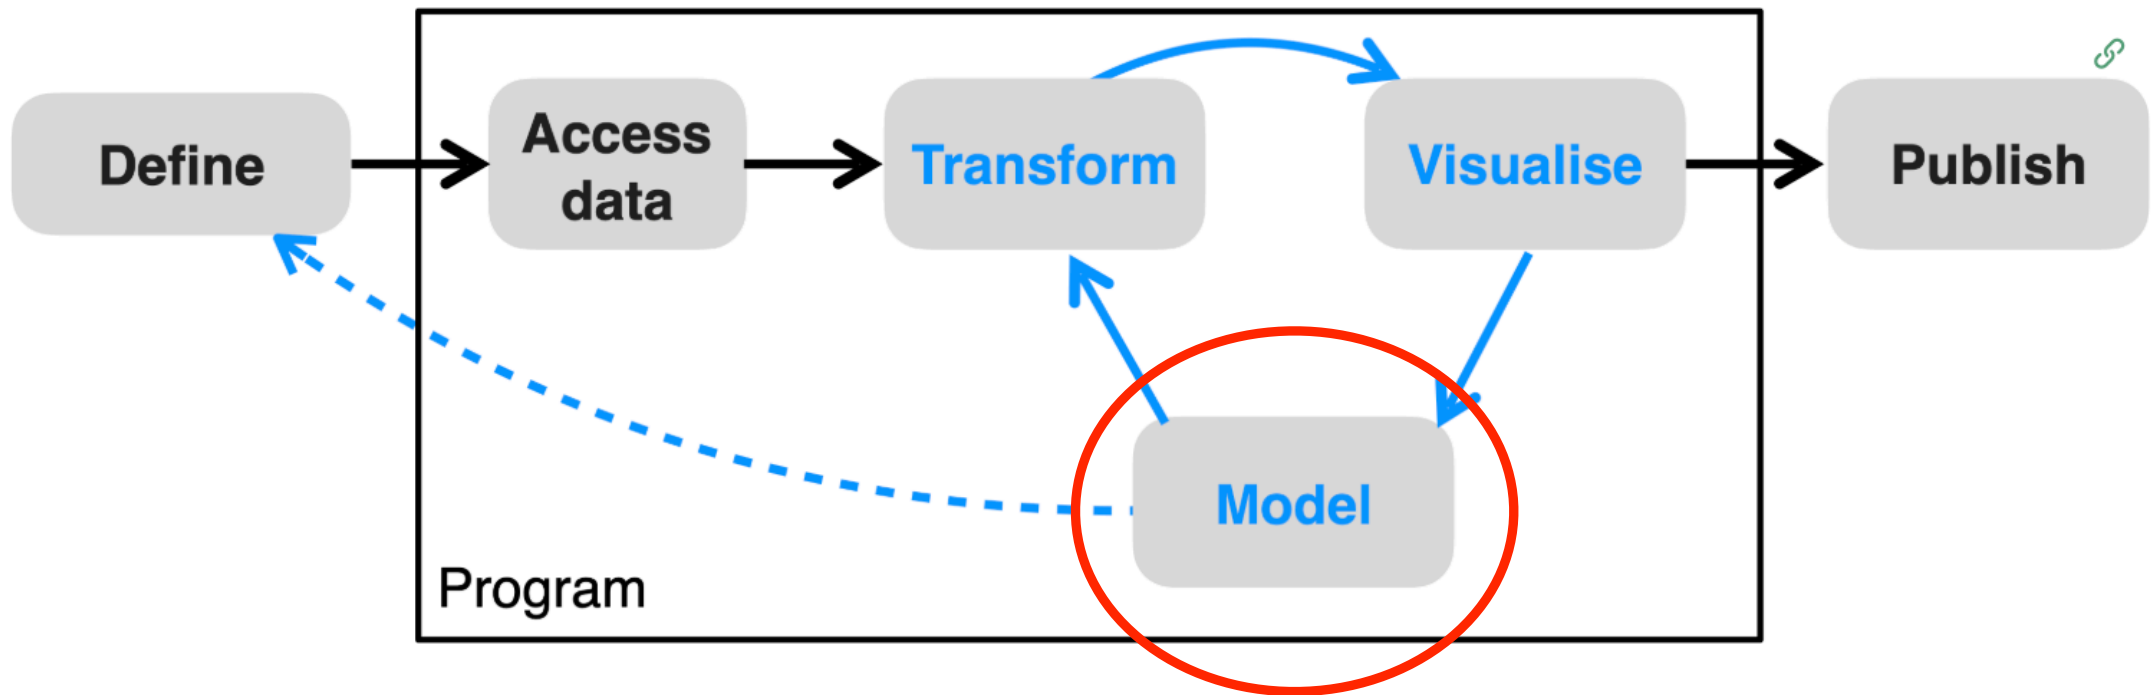 Define
Access
data
Transform
Visualise
Publish
Model
Program